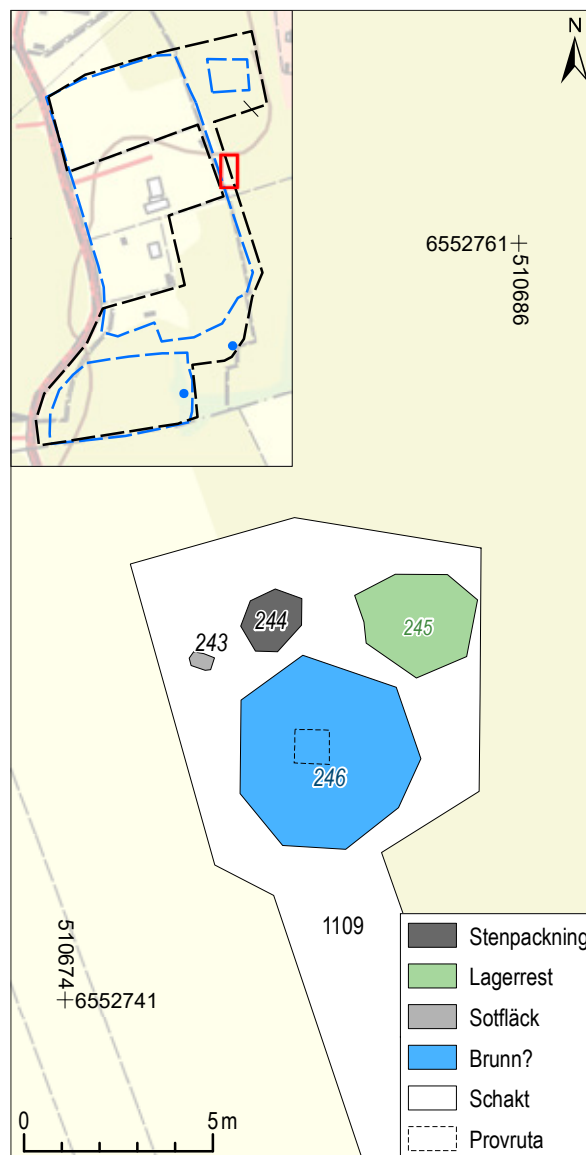 N
6552761
510686
244
243
245
246
1109
510674
6552741
0 5 m
Stenpackning
Lagerrest
Sotfläck
Brunn?
Schakt
Provruta